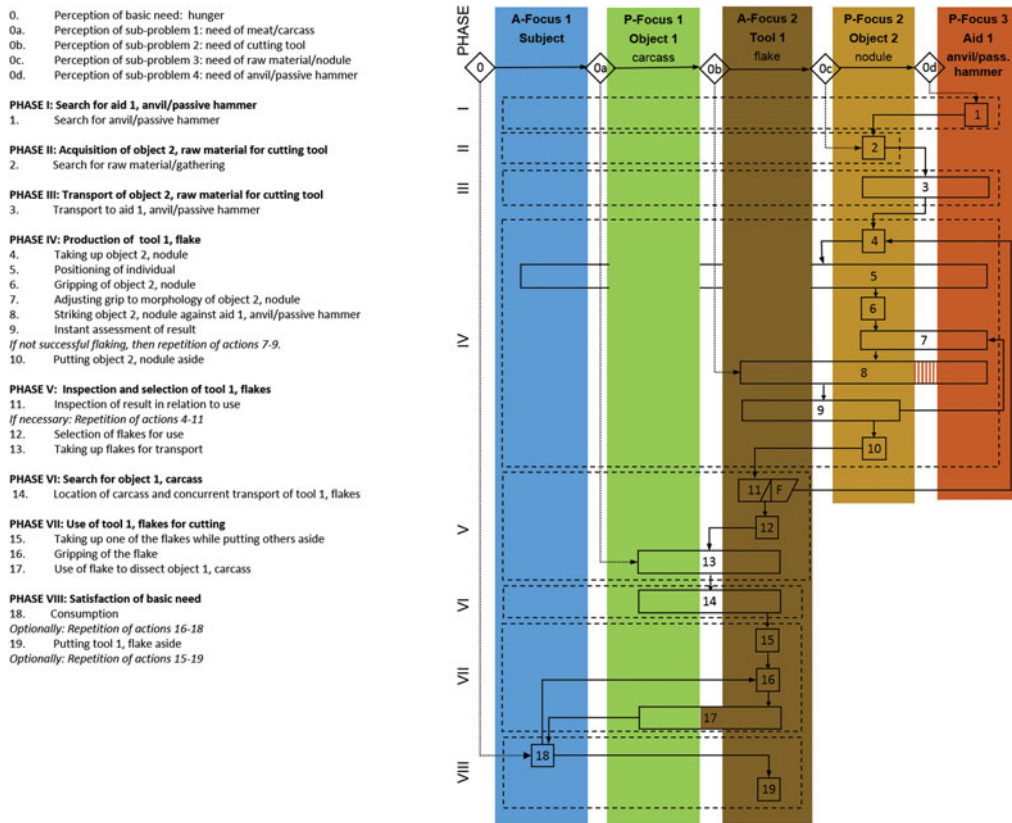 0. Perception of basic need: hunger
0a. Perception of sub-problem 1: need of meat/carcass
0b. Perception of sub-problem 2: need of cutting tool
0c. Perception of sub-problem 3: need of raw material/nodule
0d. Perception of sub-problem 4: need of anvil/passive hammer
PHASE I: Search for aid 1, anvil/passive hammer
1. Search for anvil/passive hammer
PHASE II: Acquisition of object 2, raw material for cutting tool
2. Search for raw material/gathering
PHASE III: Transport of object 2, raw material for cutting tool
3. Transport to aid 1, anvil/passive hammer
PHASE IV: Production of tool 1, flake
4. Taking up object 2, nodule
5. Positioning of individual
6. Gripping of object 2, nodule
7. Adjusting grip to morphology of object 2, nodule
8. Striking object 2, nodule against aid 1, anvil/passive hammer
9. Instant assessment of result
If not successful flaking, then repetition of actions 7-9.
10. Putting object 2, nodule aside
PHASE V: Inspection and selection of tool 1, flakes
11. Inspection of result in relation to use
If necessary: Repetition of actions 4-11
12. Selection of flakes for use
13. Taking up flakes for transport
PHASE VI: Search for object 1, carcass
14. Location of carcass and concurrent transport of tool 1, flakes
PHASE VII: Use of tool 1, flakes for cutting
15. Taking up one of the flakes while putting others aside
16. Gripping of the flake
17. Use of flake to dissect object 1, carcass
PHASE VIII: Satisfaction of basic need
18. Consumption
Optionally: Repetition of actions 16-18
19. Putting tool 1, flake aside
Optionally: Repetition of actions 15-19
PHASE
A-Focus 1
Subject
P-Focus 1
Object 1
carcass
A-Focus 2
Tool 1
flake
P-Focus 2
Object 2
nodule
P-Focus 3
Aid 1
anvil/pass.
hammer
0
0a
0b
0c
0d
I
1
II
2
III
3
4
5
6
IV
7
8
9
10
11 F
12
V
13
VI
14
15
VII
16
17
18
VIII
19